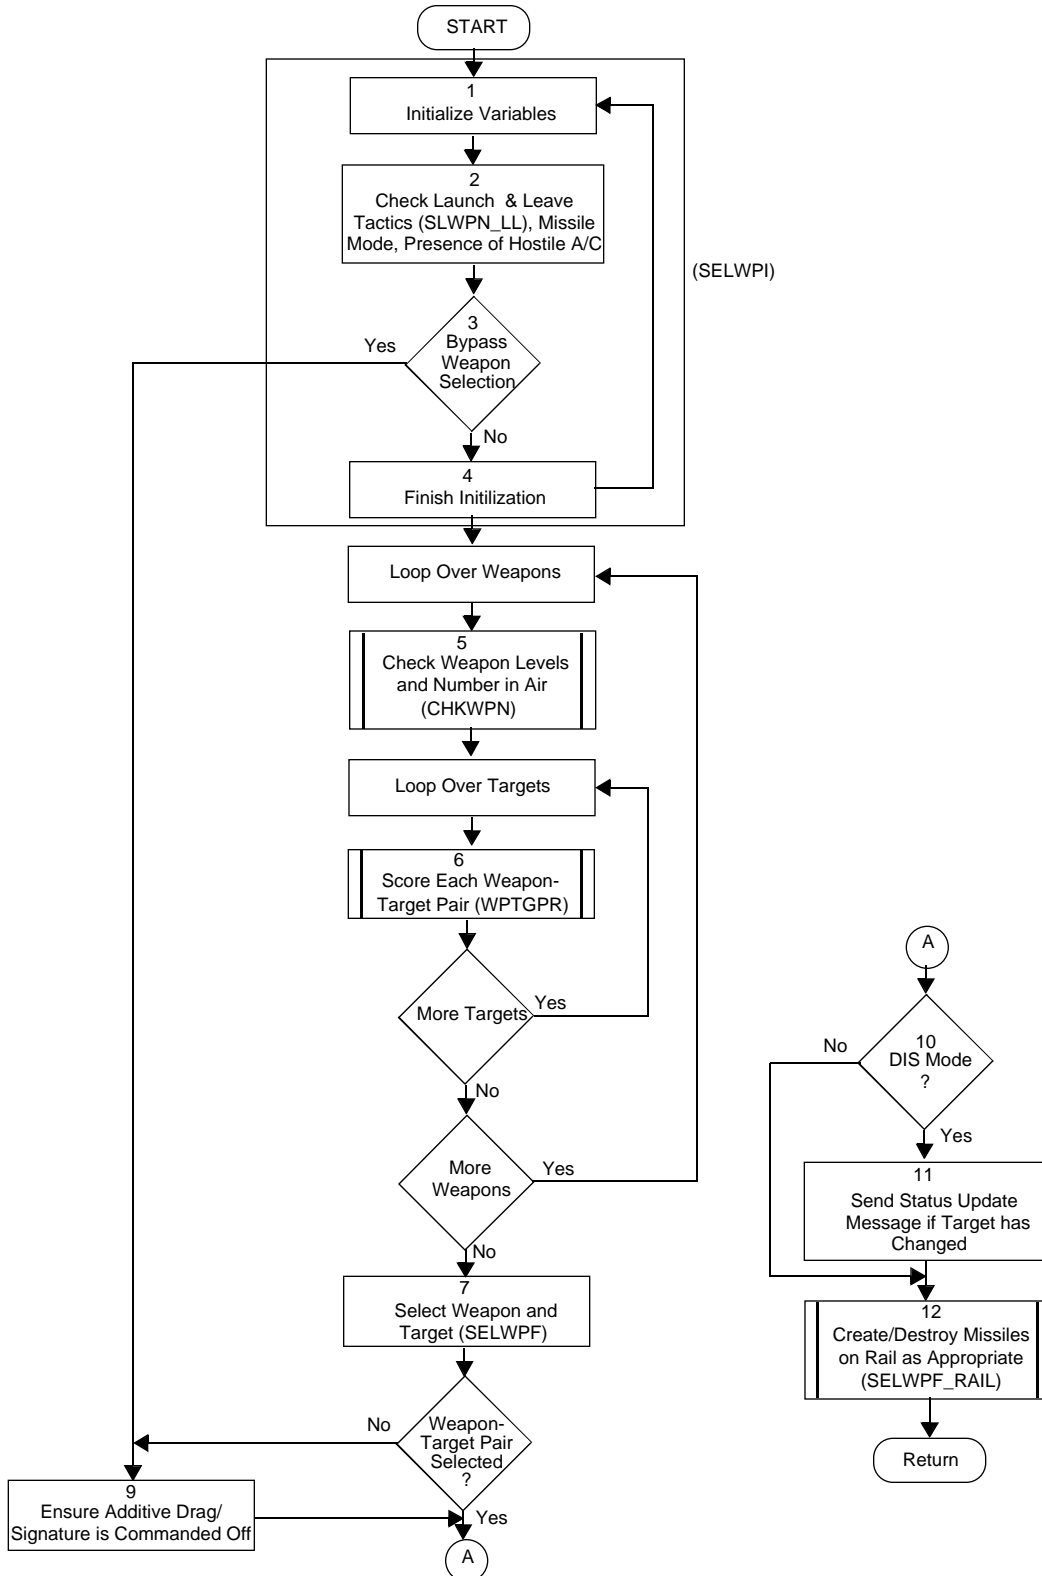 START
1
Initialize Variables
2
Check Launch & Leave
Tactics (SLWPN_LL), Missile
Mode, Presence of Hostile A/C
(SELWPI)
3
Bypass
Weapon
Selection
Yes
No
4
Finish Initilization
Loop Over Weapons
5
Check Weapon Levels
and Number in Air
(CHKWPN)
Loop Over Targets
6
Score Each Weapon-
Target Pair (WPTGPR)
More Targets
Yes
No
More
Weapons
Yes
No
7
Select Weapon and
Target (SELWPF)
Weapon-
Target Pair
Selected
?
No
Yes
9
Ensure Additive Drag/
Signature is Commanded Off
A
A
10
DIS Mode
?
No
Yes
11
Send Status Update
Message if Target has
Changed
12
Create/Destroy Missiles
on Rail as Appropriate
(SELWPF_RAIL)
Return